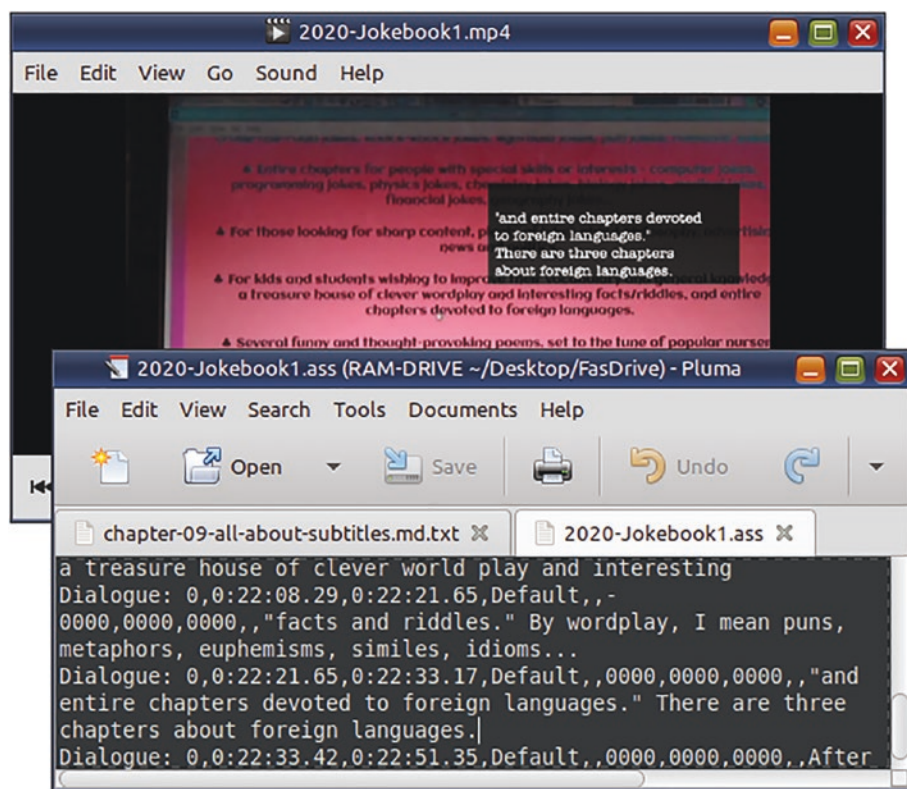 2020-Jokebook1.mp4
File Edit View Go Sound Help
♣ Entire chapters for people with special skills or interests - computer jokes,
programming jokes, physics jokes,
financial jokes,
♣ For those looking for sharp content,
news
♣ For kids and students wishing to
a treasure house of clever wordplay and interesting facts/riddles, and entire
chapters devoted to foreign languages.
♣ Several funny and thought-provoking poems, set to the tune of popular nurser
"and entire chapters devoted
to foreign languages."
There are three chapters
about foreign languages.
2020-Jokebook1.ass (RAM-DRIVE ~/Desktop/FasDrive) - Pluma
File Edit View Search Tools Documents Help
Open Save Undo
chapter-09-all-about-subtitles.md.txt 2020-Jokebook1.ass
a treasure house of clever world play and interesting
Dialogue: 0,0:22:08.29,0:22:21.65,Default,,-
0000,0000,0000,,"facts and riddles." By wordplay, I mean puns,
metaphors, euphemisms, similes, idioms...
Dialogue: 0,0:22:21.65,0:22:33.17,Default,,0000,0000,0000,,"and
entire chapters devoted to foreign languages." There are three
chapters about foreign languages.
Dialogue: 0,0:22:33.42,0:22:51.35,Default,,0000,0000,0000,,After